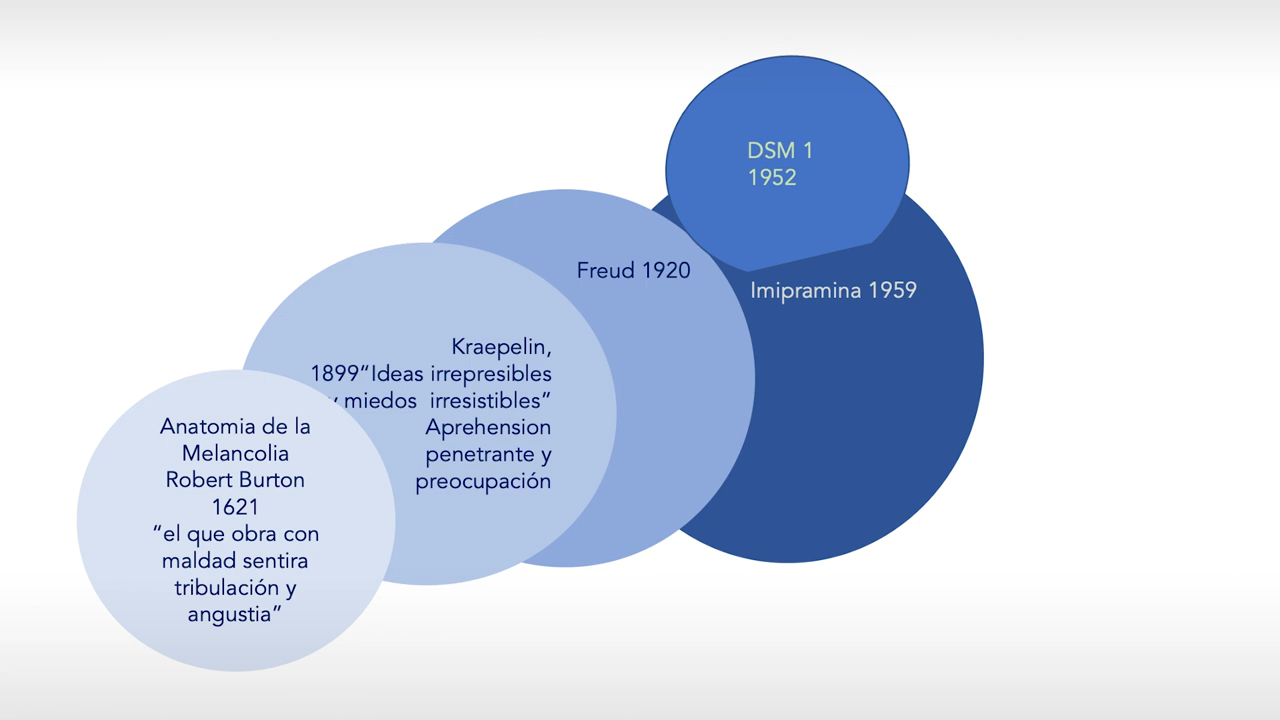 Anatomia de la
Melancolia
Robert Burton
1621
“el que obra con
maldad sentira
tribulación y
angustia”
Kraepelin,
1899“Ideas irrepresibles
y miedos  irresistibles”
Aprehension
penetrante y
preocupación
Freud 1920
DSM 1
1952
Imipramina 1959